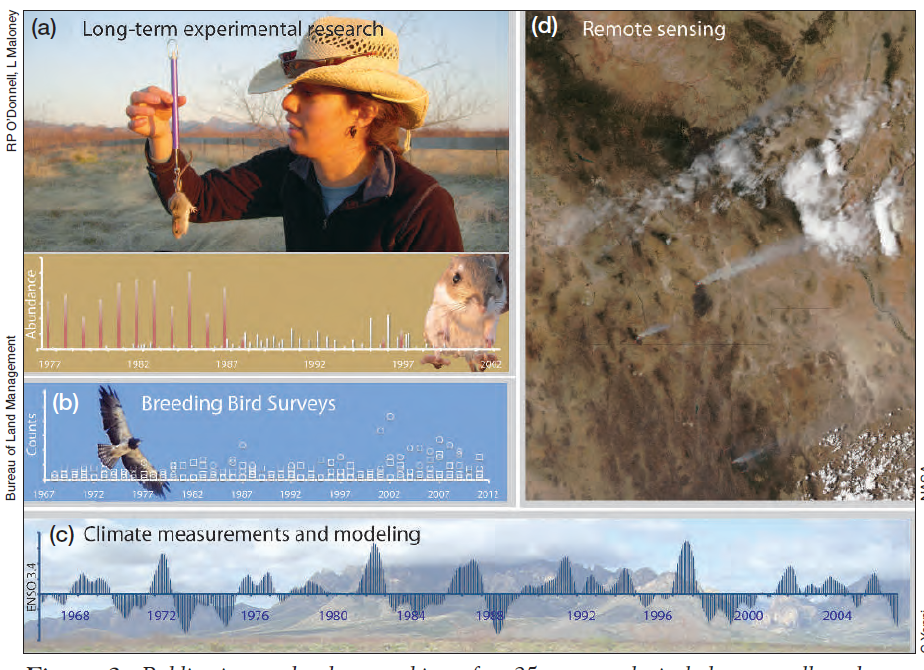 RP O'Donnell, L Maloney
(a) Long-term experimental research
Abundance
1977 1982 1987 1992 1997 2002
Bureau of Land Management
(b) Breeding Bird Surveys
Counts
1967 1972 1977 1982 1987 1992 1997 2002 2007 2012
(c) Climate measurements and modeling
ENSO 3.4
1968 1972 1976 1980 1984 1988 1992 1996 2000 2004
(d) Remote sensing